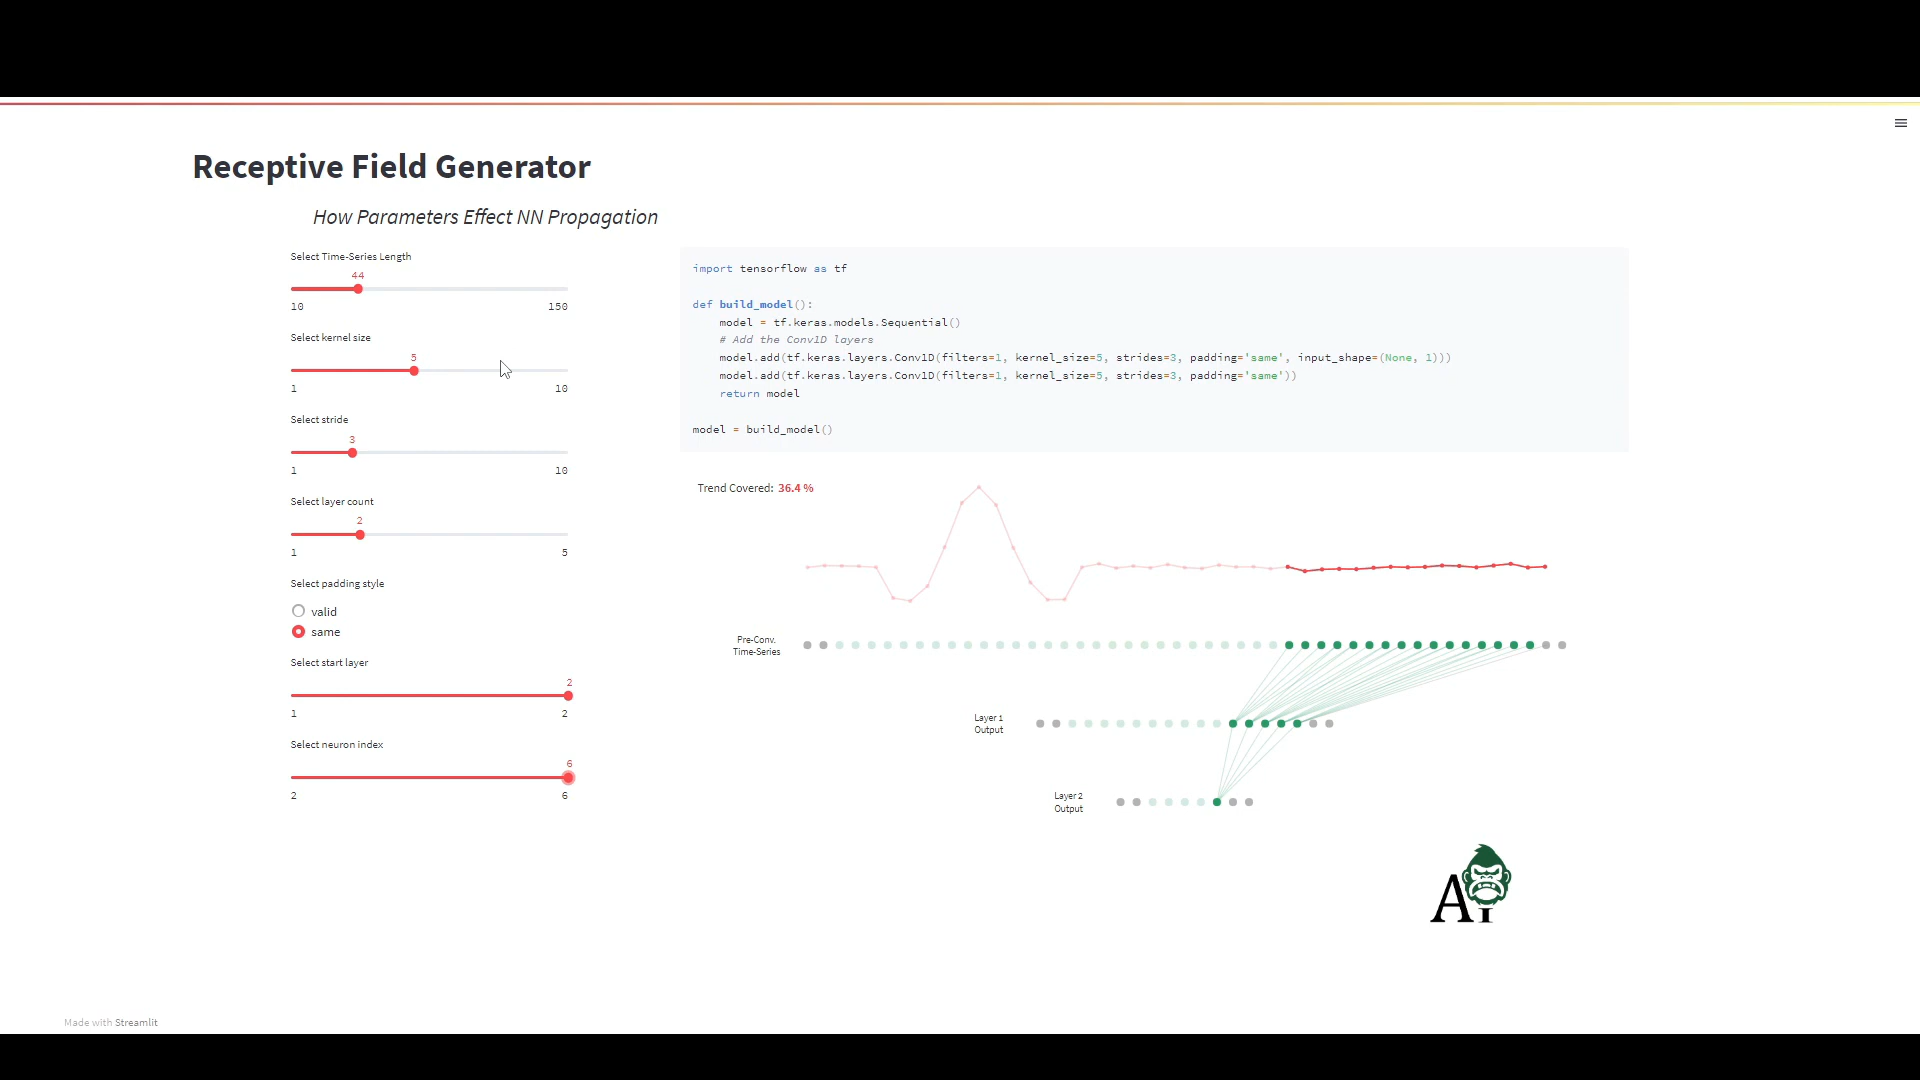 Receptive Field Generator
How Parameters Effect NN Propagation
Select Time-Series Length
44
10 150
Select kernel size
5
1 10
Select stride
3
1 10
Select layer count
2
1 5
Select padding style
valid
same
Select start layer
2
1 2
Select neuron index
6
2 6
import tensorflow as tf
def build_model():
model = tf.keras.models.Sequential()
# Add the Conv1D layers
model.add(tf.keras.layers.Conv1D(filters=1, kernel_size=5, strides=3, padding='same', input_shape=(None, 1)))
model.add(tf.keras.layers.Conv1D(filters=1, kernel_size=5, strides=3, padding='same'))
return model
model = build_model()
Trend Covered: 36.4 %
Pre-Conv.
Time-Series
Layer 1
Output
Layer 2
Output
AI
Made with Streamlit